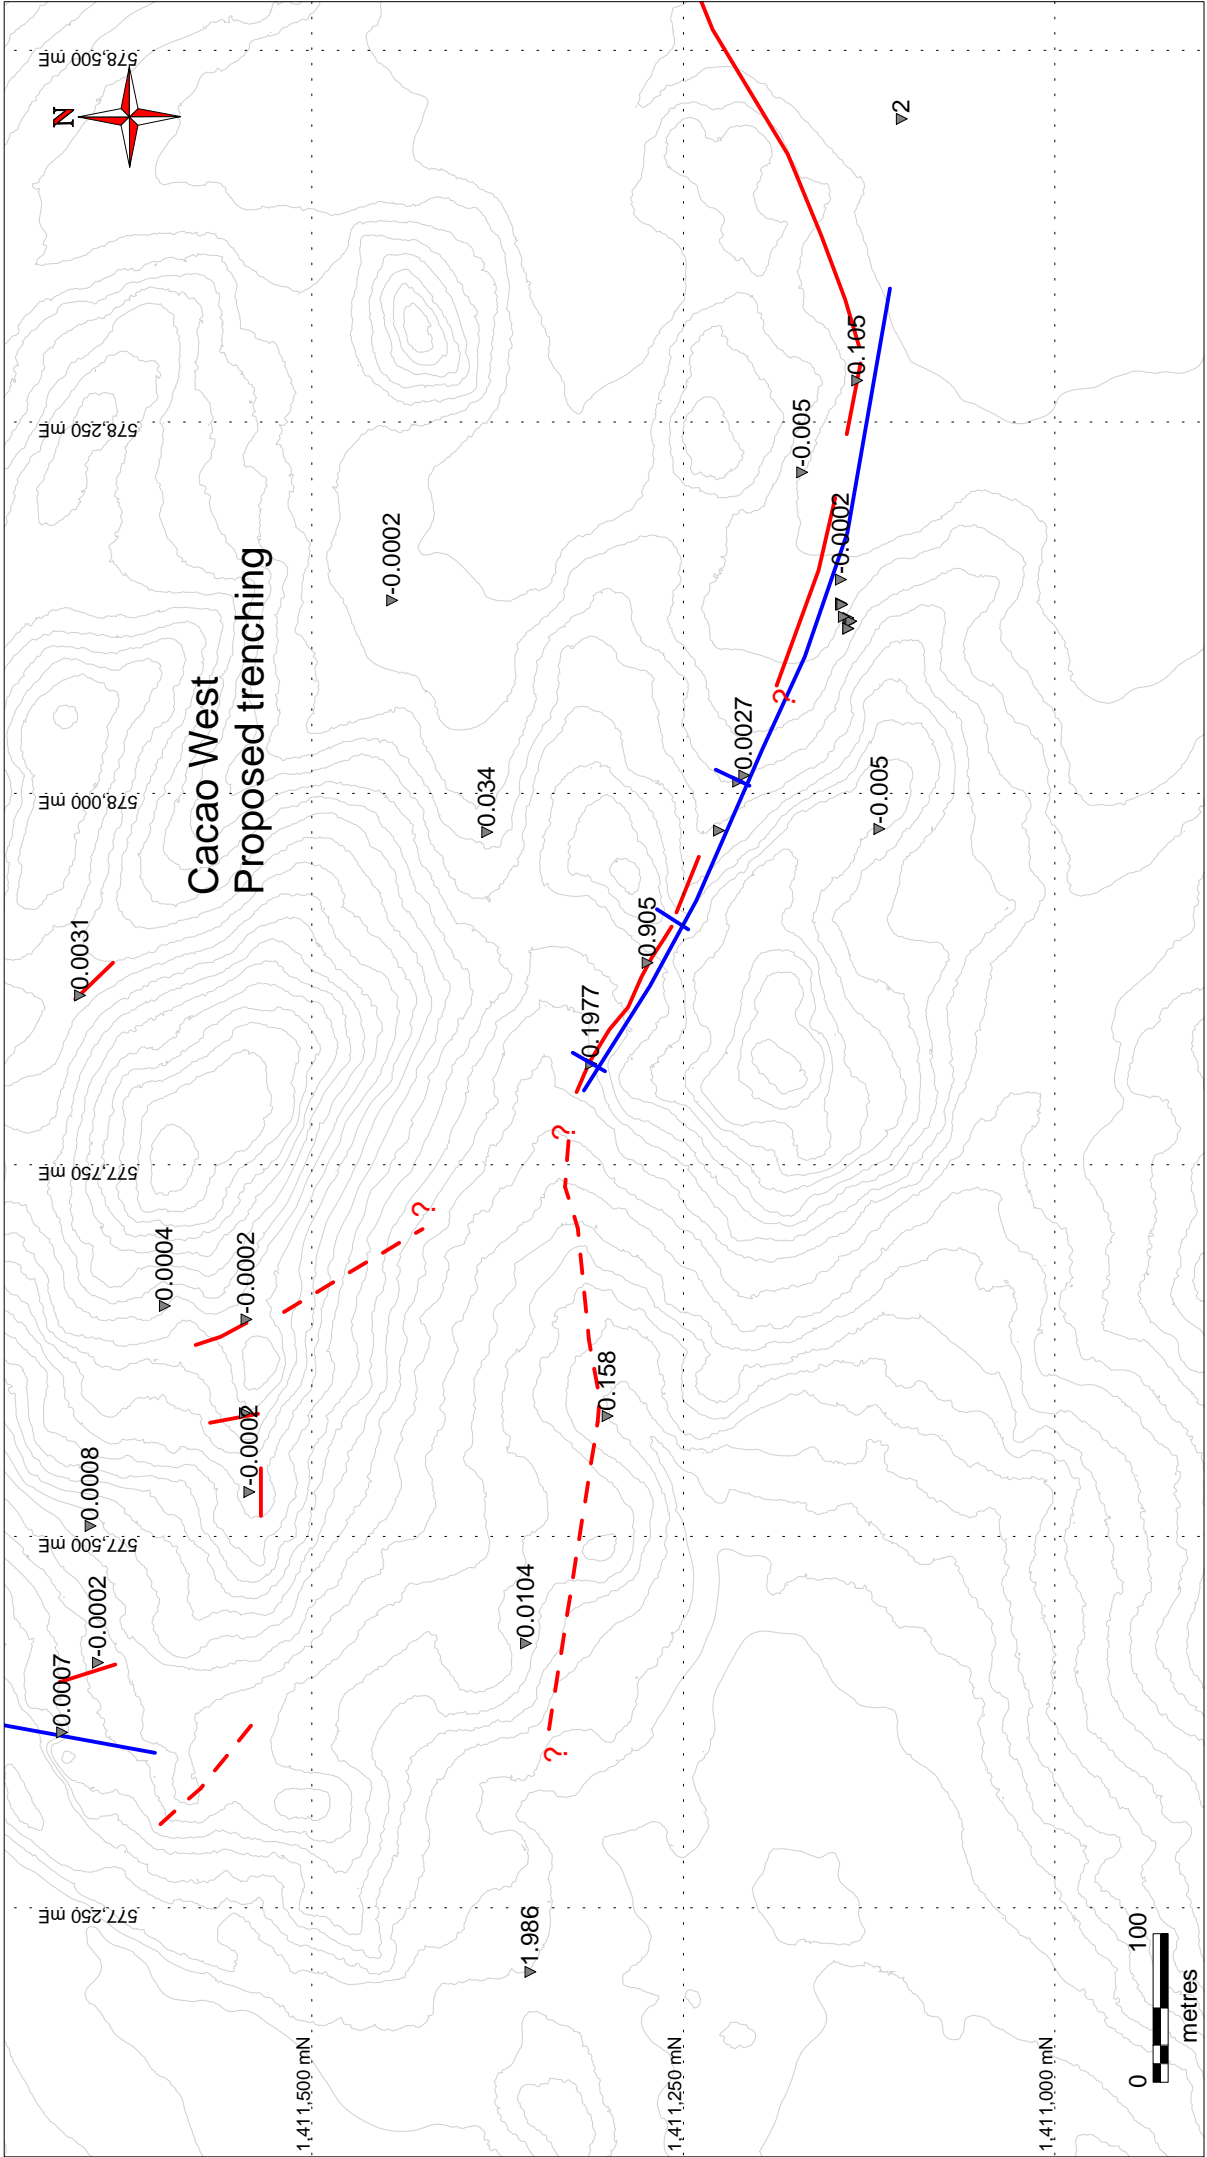 Cacao West
Proposed trenching
N
578,500 mE
578,250 mE
578,000 mE
577,750 mE
577,500 mE
577,250 mE
1,411,500 mN
1,411,250 mN
1,411,000 mN
0.0031
-0.0002
0.034
2
0.105
-0.005
-0.0002
?
0.0027
-0.005
0.905
0.1977
?
?
0.0004
-0.0002
-0.0002
0.0008
-0.0002
0.0007
0.158
0.0104
?
1.986
0 100
metres